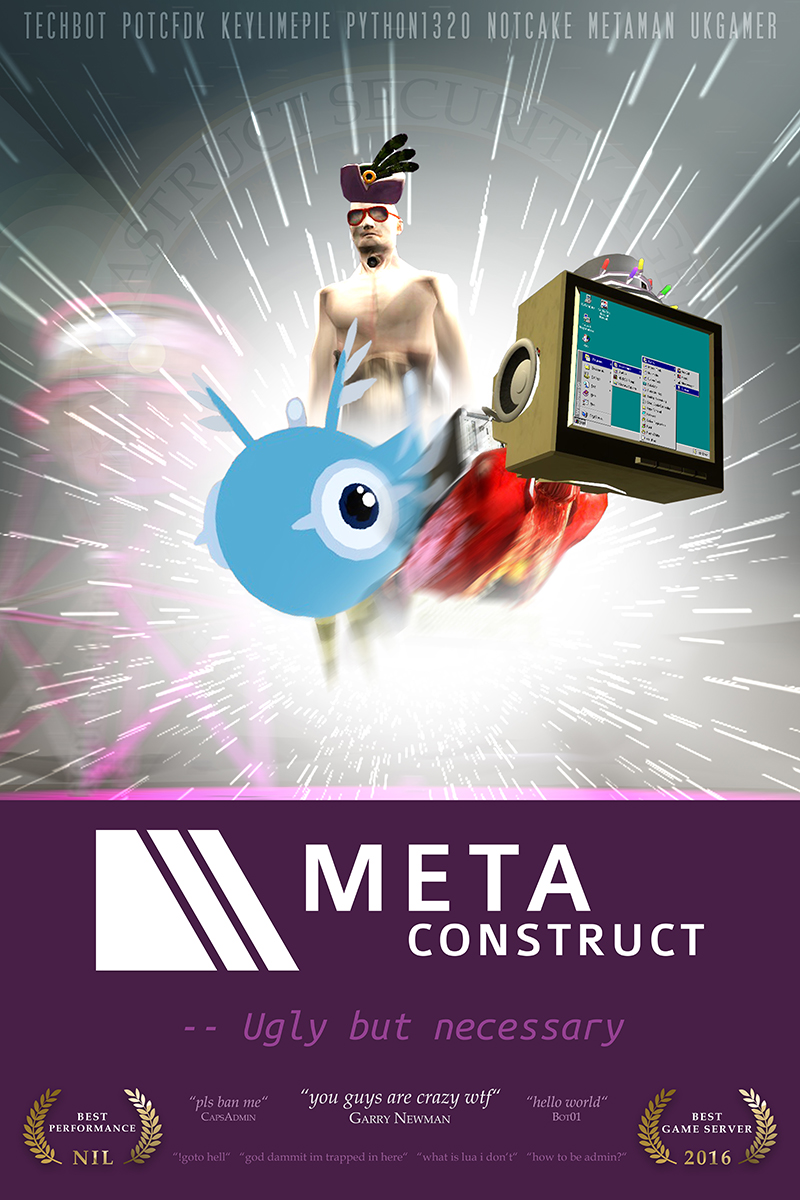 TECHBOT POTCFDK KEYLIMEPIE PYTHON1320 NOTCAKE METAMAN UKGAMER
ASTRUCT SECURITY AGE
META
CONSTRUCT
-- Ugly but necessary
BEST
PERFORMANCE
NIL
“pls ban me“
CAPSADMIN
“you guys are crazy wtf“
GARRY NEWMAN
“hello world“
BOT01
BEST
GAME SERVER
2016
“!goto hell“ “god dammit im trapped in here“ “what is lua i don't“ “how to be admin?“